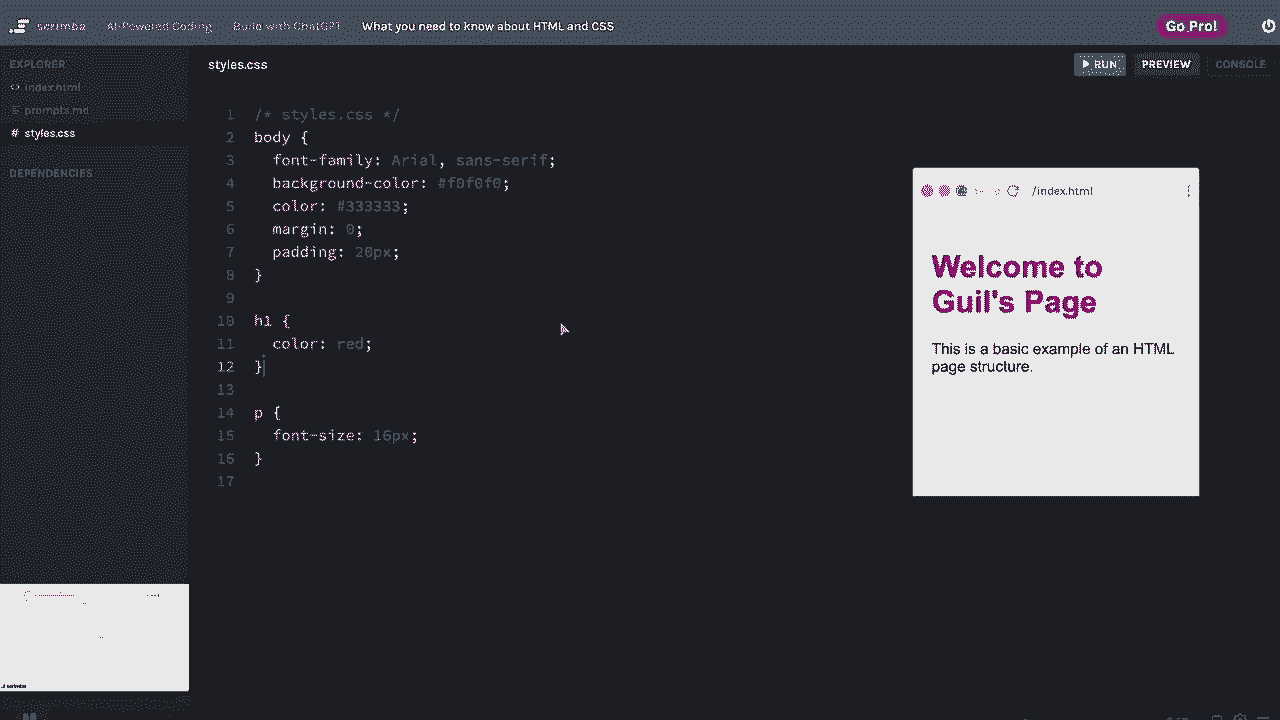 scrimba AI-Powered Coding Build with ChatGPT What you need to know about HTML and CSS Go Pro!
EXPLORER
index.html
prompts.md
styles.css
DEPENDENCIES
styles.css
RUN PREVIEW CONSOLE
1 /* styles.css */
2 body {
3 font-family: Arial, sans-serif;
4 background-color: #f0f0f0;
5 color: #333333;
6 margin: 0;
7 padding: 20px;
8 }
9
10 h1 {
11 color: red;
12 }
13
14 p {
15 font-size: 16px;
16 }
17
/index.html
Welcome to
Guil's Page
This is a basic example of an HTML
page structure.